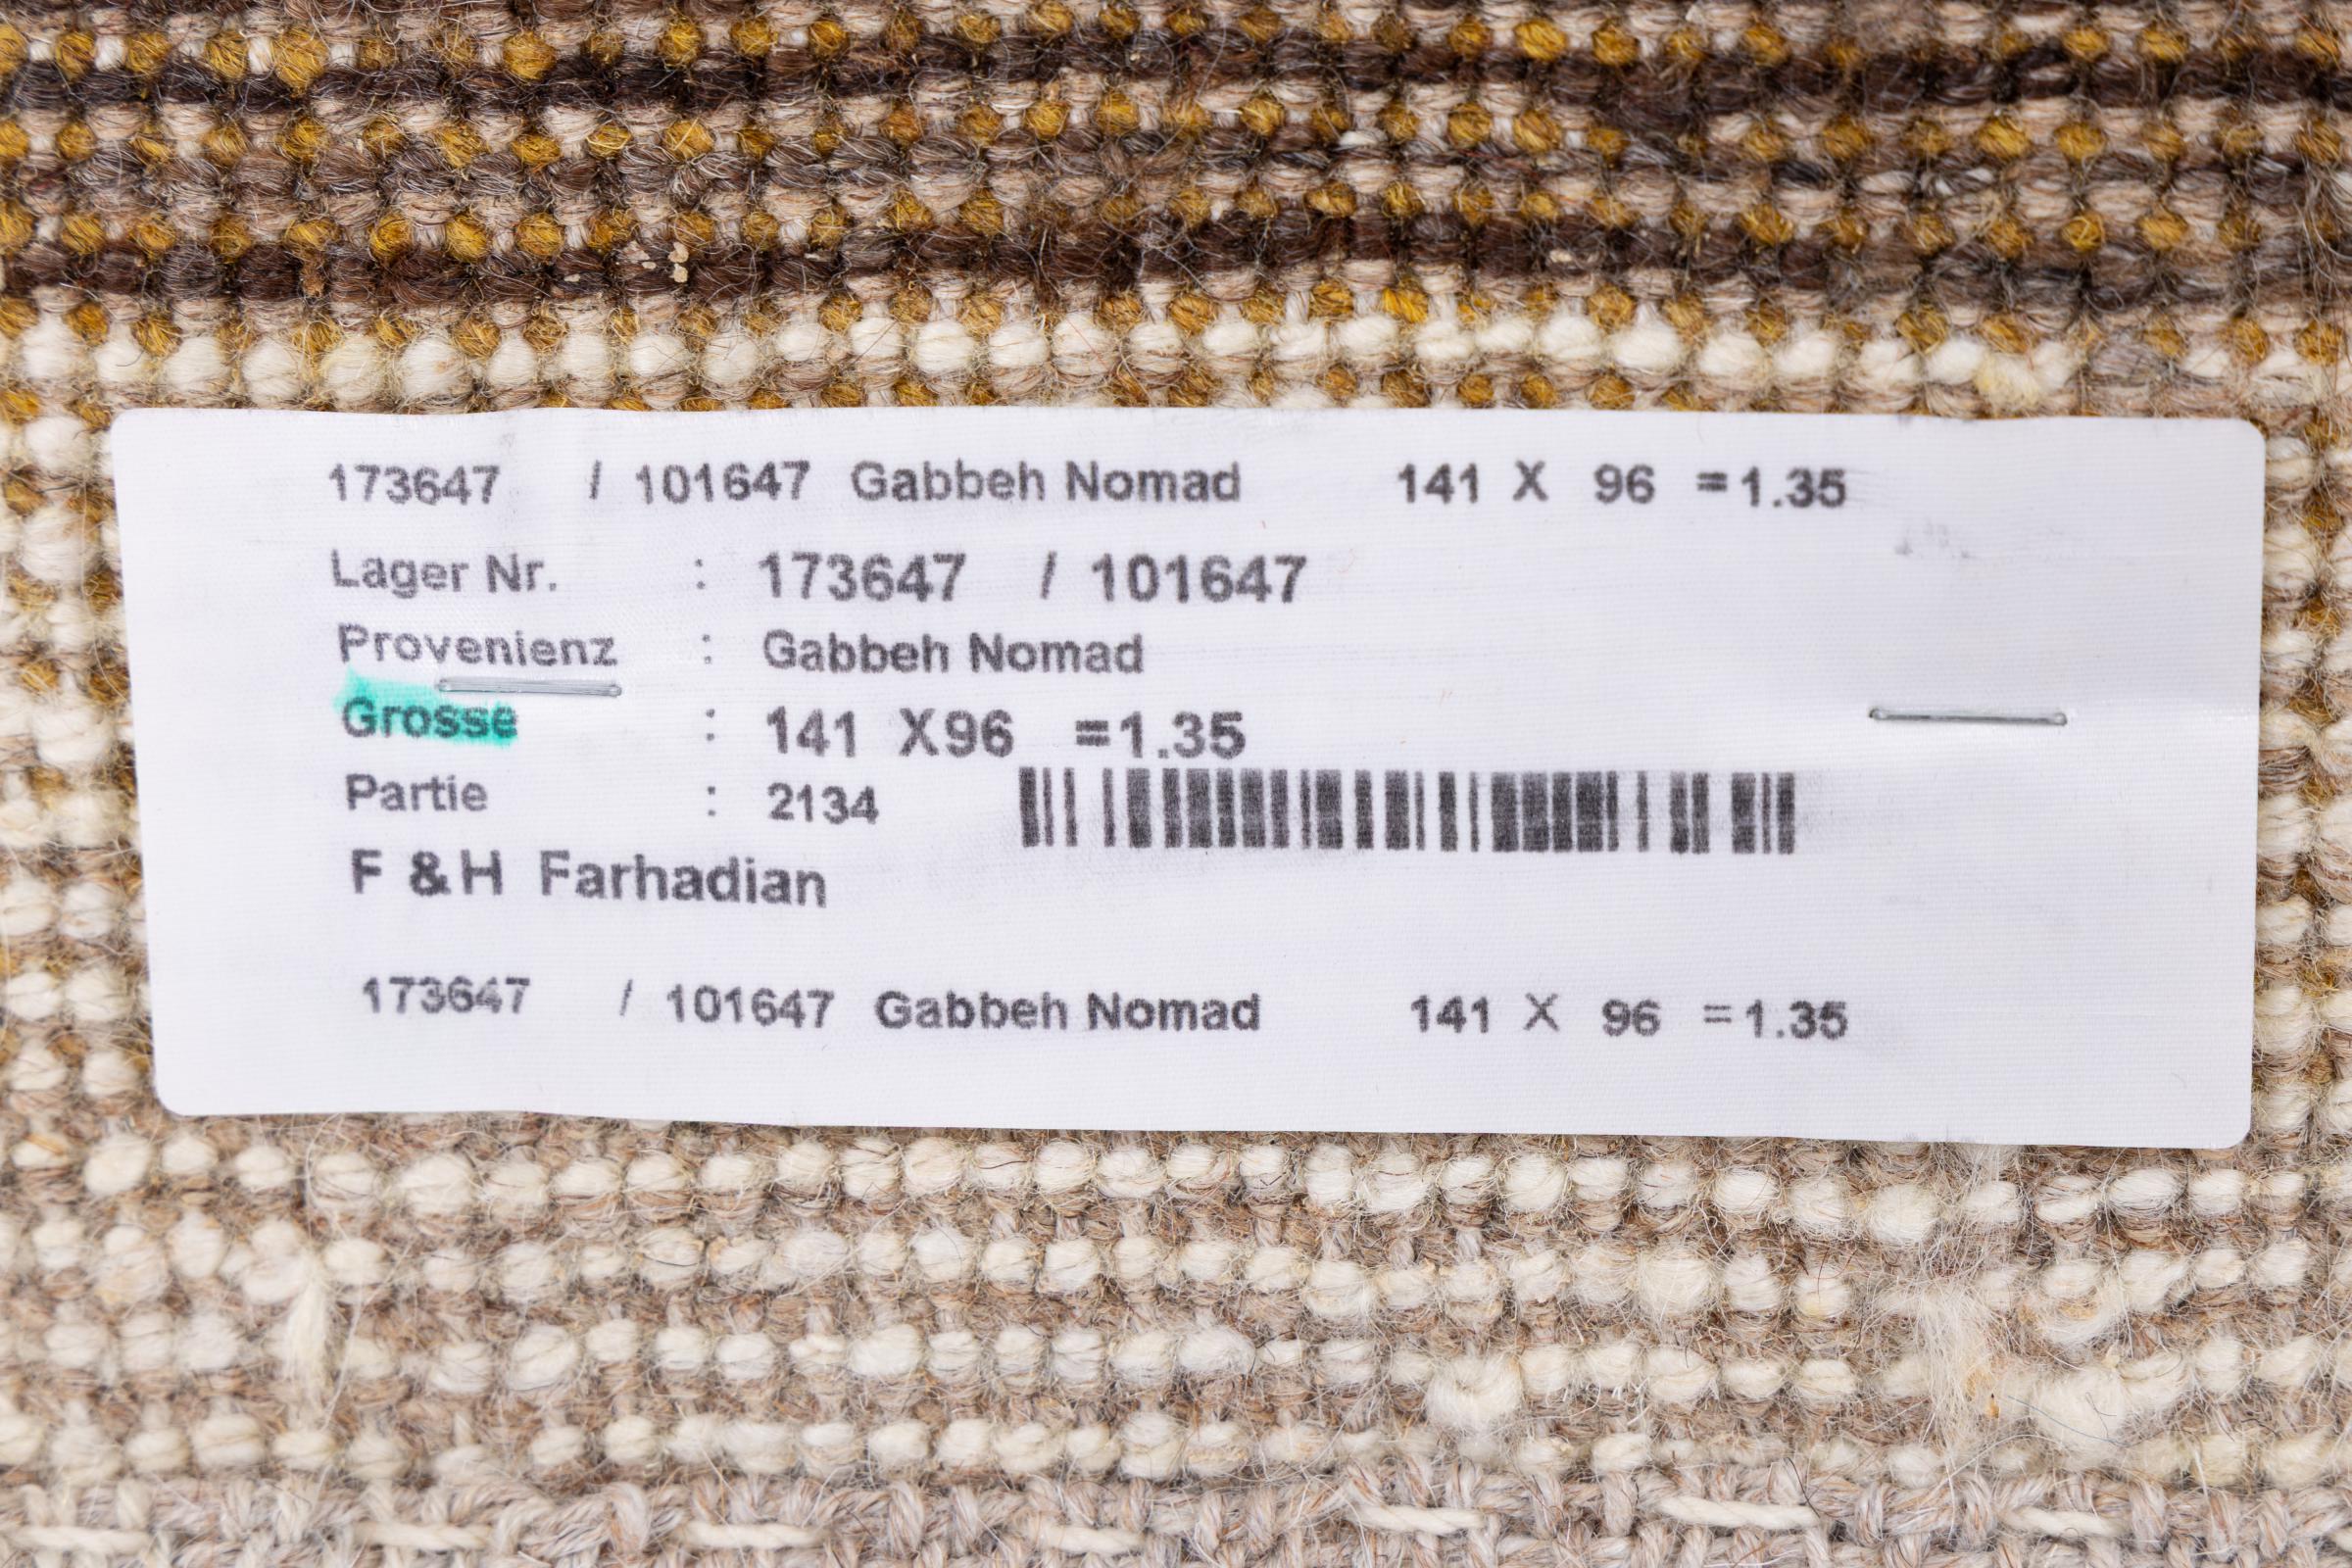 173647 / 101647 Gabbeh Nomad 141 X 96 =1.35
Lager Nr. : 173647 / 101647
Provenienz : Gabbeh Nomad
Grosse : 141 X96 =1.35
Partie : 2134
F &H Farhadian
173647 / 101647 Gabbeh Nomad 141 X 96 =1.35